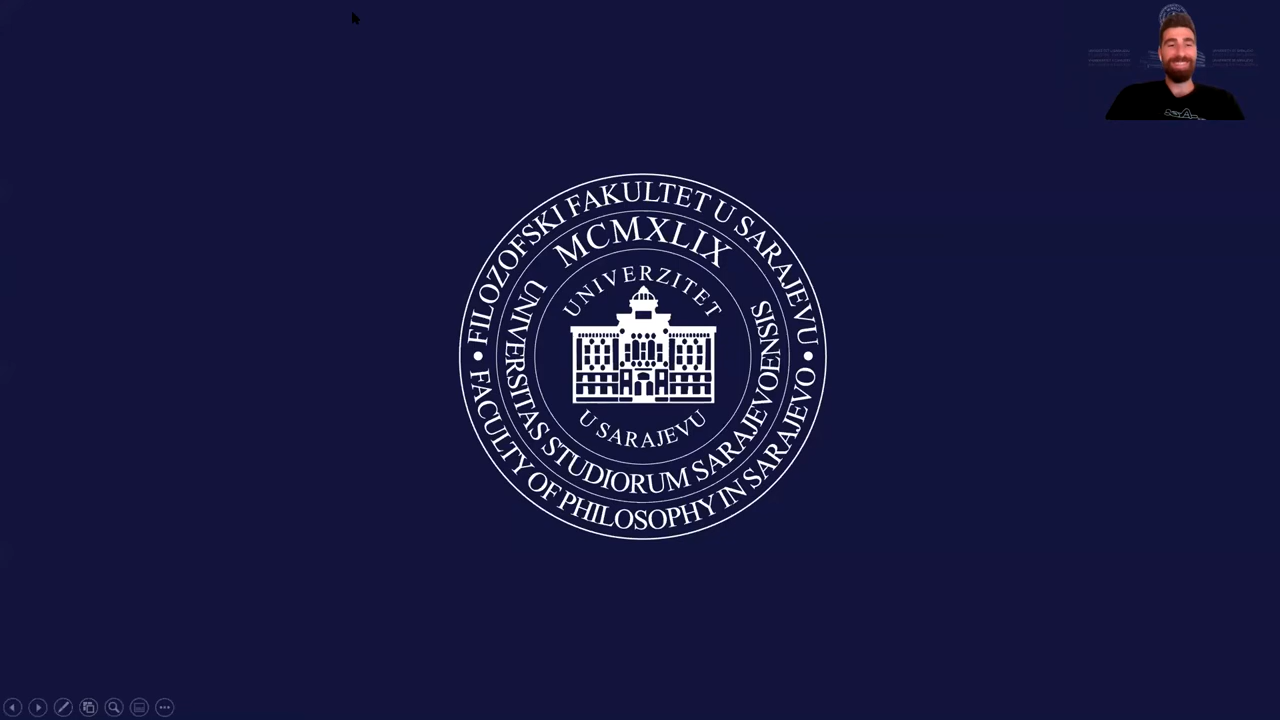 FILOZOFSKI FAKULTET U SARAJEVU
MCMXLIX
UNIVERZITET
UNIVERSITAS STUDIORUM SARAJEVOENSIS
U SARAJEVU
FACULTY OF PHILOSOPHY IN SARAJEVO